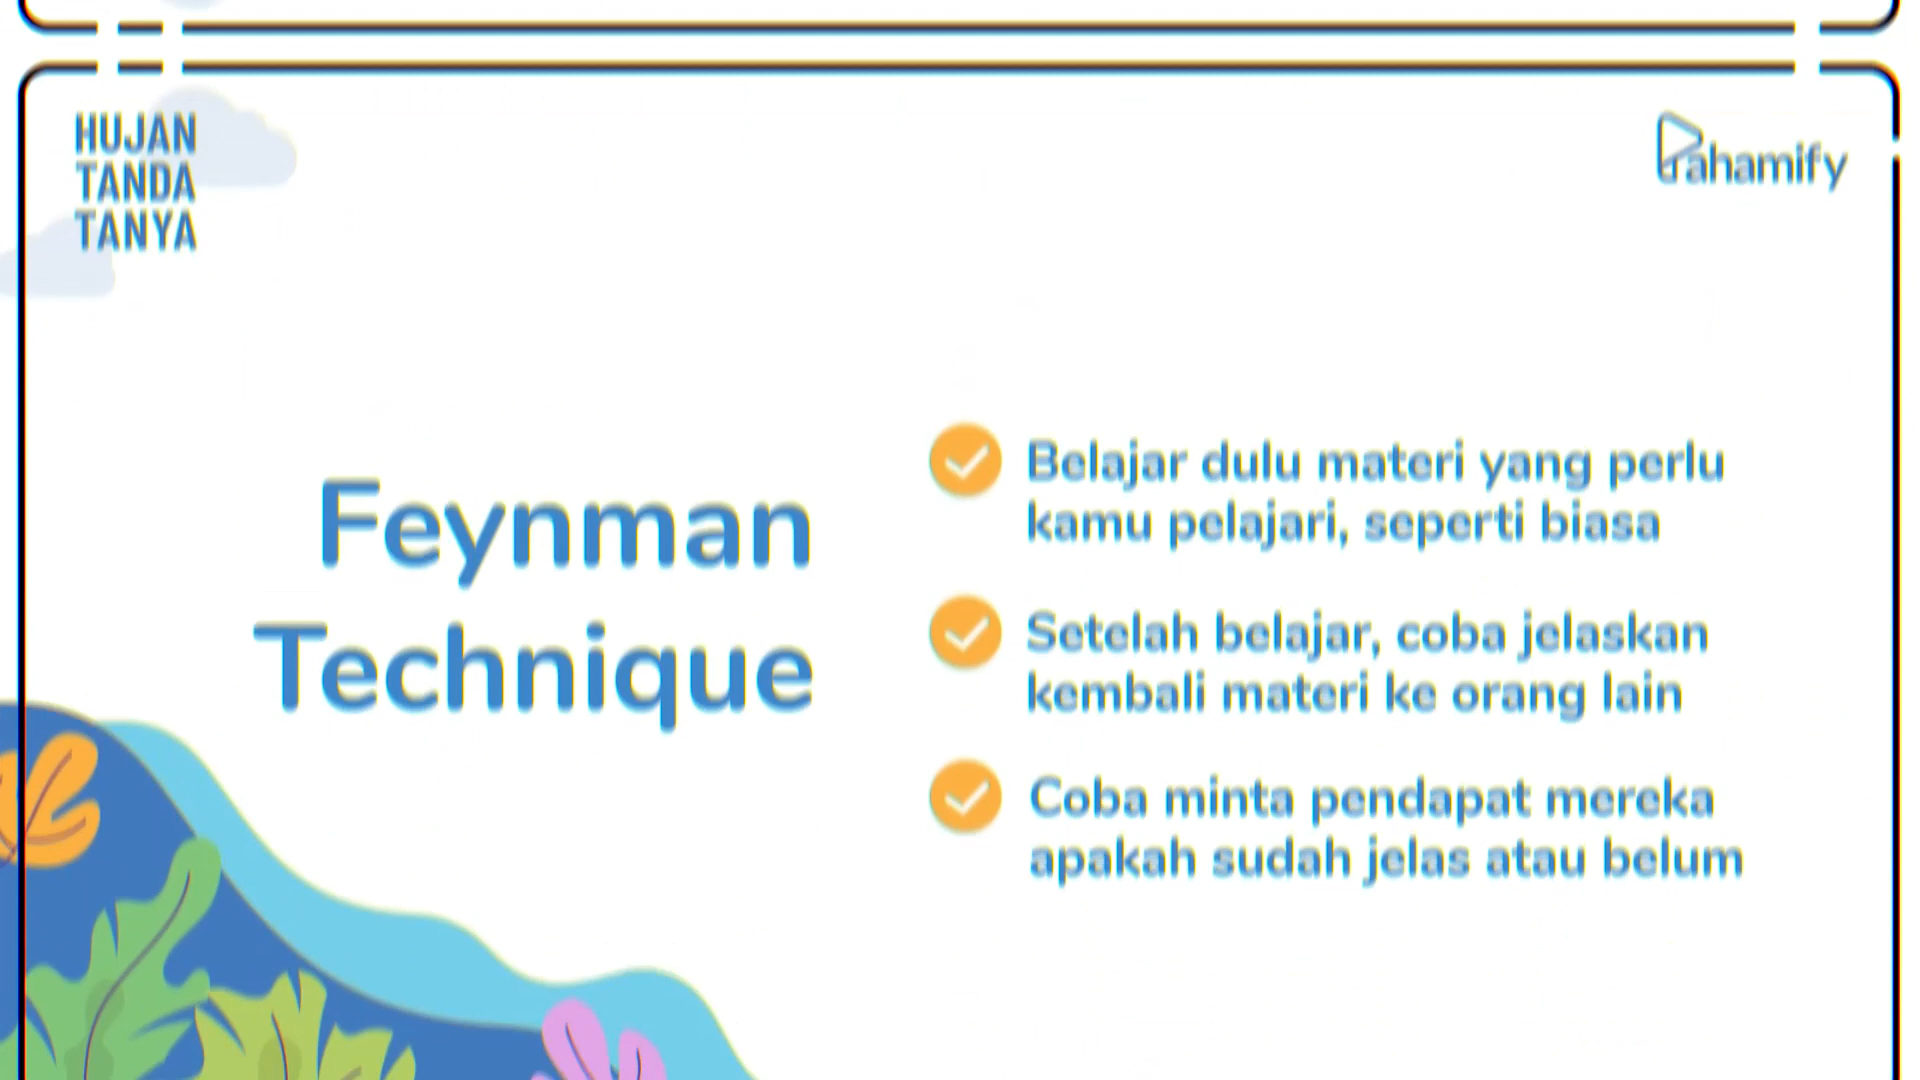 HUJAN
TANDA
TANYA
Pahamify
Feynman
Technique
Belajar dulu materi yang perlu
kamu pelajari, seperti biasa
Setelah belajar, coba jelaskan
kembali materi ke orang lain
Coba minta pendapat mereka
apakah sudah jelas atau belum